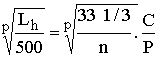 ᵖ√(L_h / 500) = ᵖ√(33 1/3 / n · C / P)